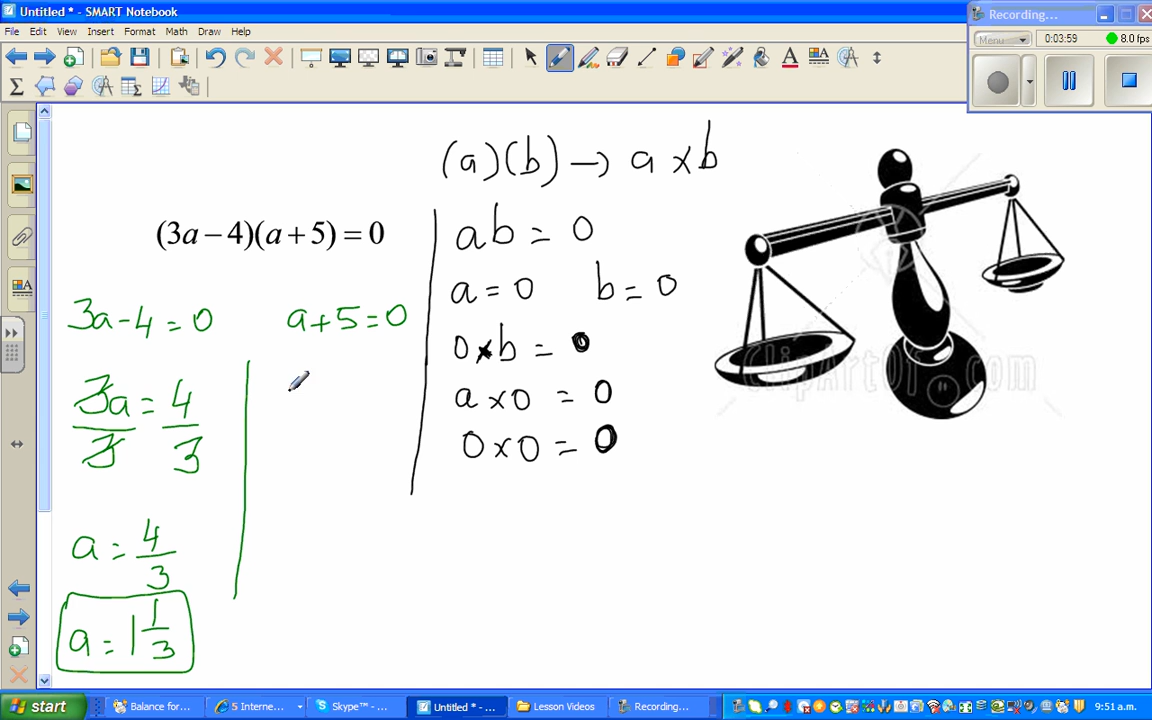 Untitled * - SMART Notebook
Recording...
File Edit View Insert Format Math Draw Help
Menu
0:03:59
8.0 fps
(a)(b) → a × b
(3a − 4)(a + 5) = 0
ab = 0
a = 0 b = 0
3a - 4 = 0
a + 5 = 0
0 × b = 0
3a = 4
3 3
a × 0 = 0
0 × 0 = 0
a = 4/3
a = 1 1/3
ClipArtOf.com
start
Balance for...
5 Interne...
Skype™ - ...
Untitled * - ...
Lesson Videos
Recording...
9:51 a.m.